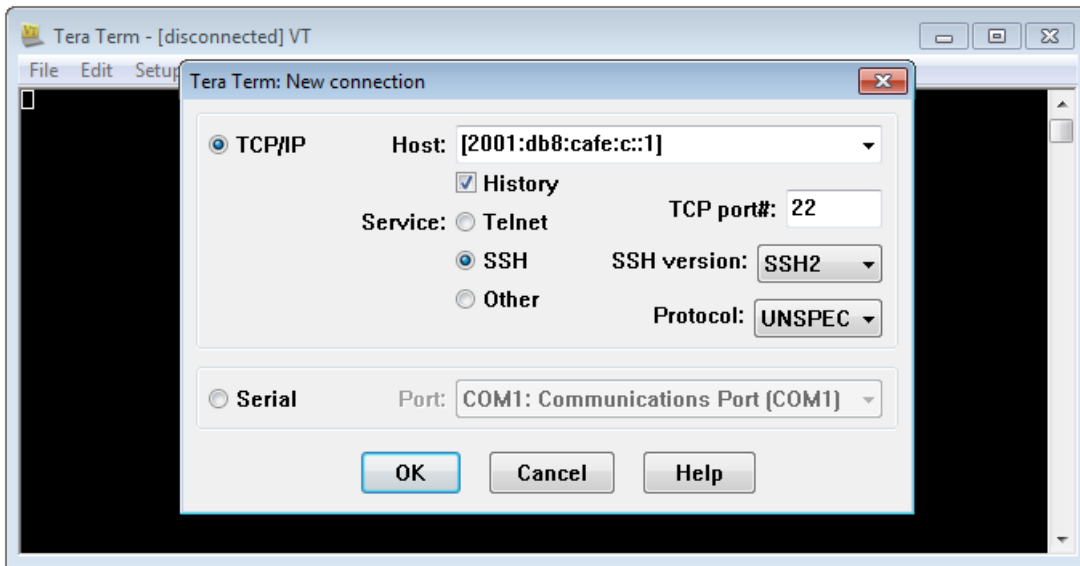 Tera Term - [disconnected] VT
File Edit Setup
Tera Term: New connection
TCP/IP Host: [2001:db8:cafe:c::1]
History
TCP port#: 22
Service: Telnet
SSH SSH version: SSH2
Other
Protocol: UNSPEC
Serial Port: COM1: Communications Port (COM1)
OK Cancel Help